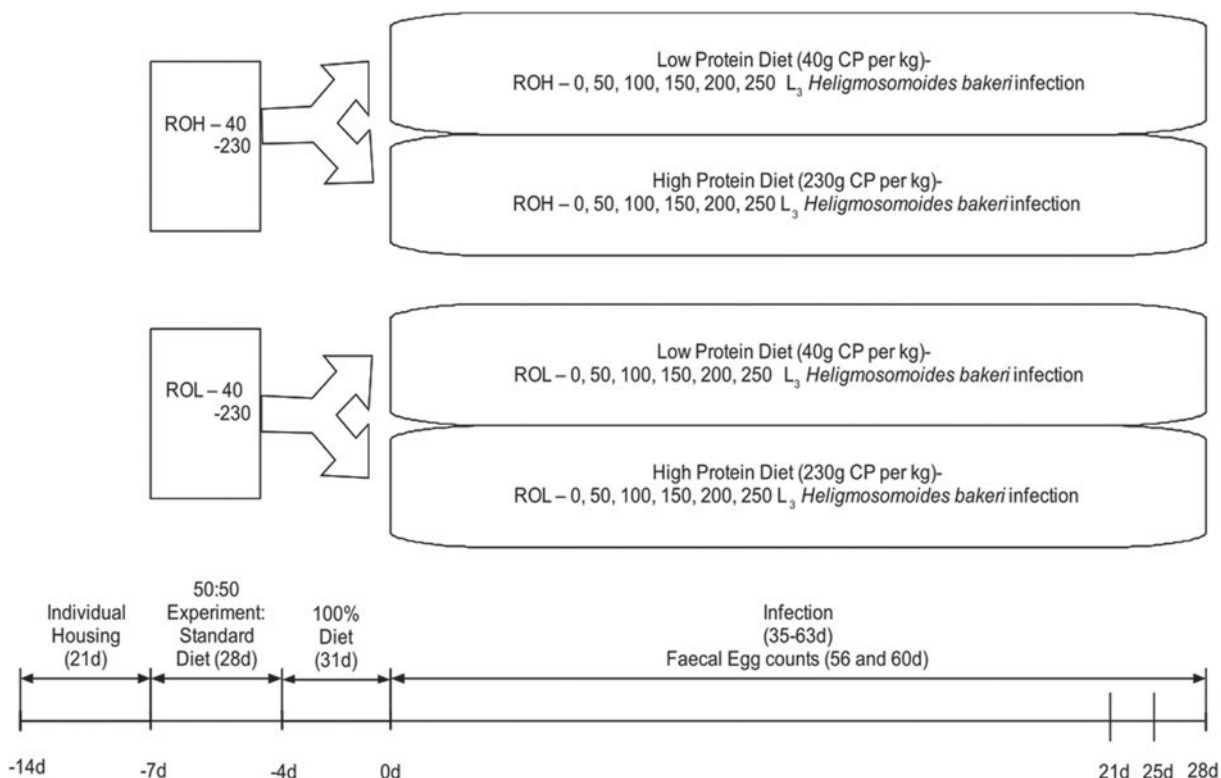 ROH – 40
-230
Low Protein Diet (40g CP per kg)-
ROH – 0, 50, 100, 150, 200, 250 L3 Heligmosomoides bakeri infection
High Protein Diet (230g CP per kg)-
ROH – 0, 50, 100, 150, 200, 250 L3 Heligmosomoides bakeri infection
ROL – 40
-230
Low Protein Diet (40g CP per kg)-
ROL – 0, 50, 100, 150, 200, 250 L3 Heligmosomoides bakeri infection
High Protein Diet (230g CP per kg)-
ROL – 0, 50, 100, 150, 200, 250 L3 Heligmosomoides bakeri infection
Individual
Housing
(21d)
50:50
Experiment:
Standard
Diet (28d)
100%
Diet
(31d)
Infection
(35-63d)
Faecal Egg counts (56 and 60d)
-14d -7d -4d 0d 21d 25d 28d